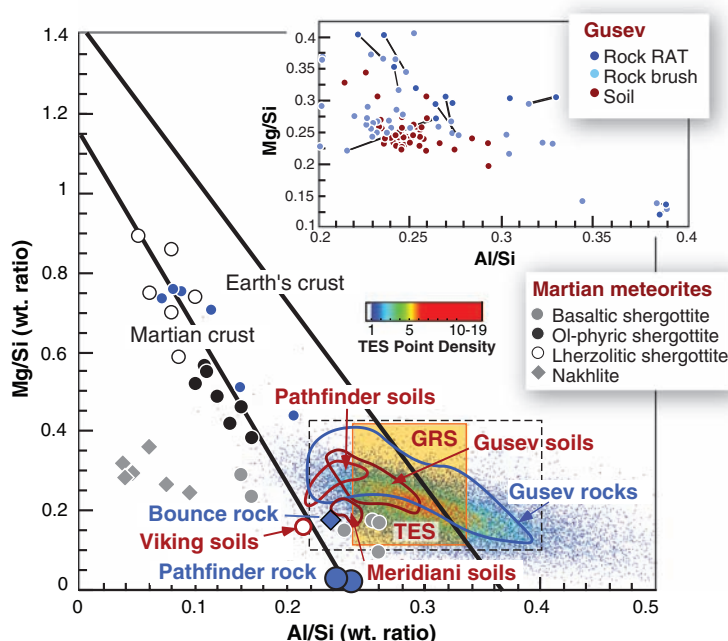 Gusev
Rock RAT
Rock brush
Soil
0.4
0.35
0.3
0.25
0.2
0.15
0.1
Mg/Si
0.2
0.25
0.3
0.35
0.4
Al/Si
1.4
1.2
1
0.8
0.6
0.4
0.2
0
Mg/Si (wt. ratio)
Earth's crust
Martian crust
1
5
10-19
TES Point Density
Martian meteorites
Basaltic shergottite
Ol-phyric shergottite
Lherzolitic shergottite
Nakhlite
Pathfinder soils
GRS
Gusev soils
Gusev rocks
Bounce rock
TES
Viking soils
Meridiani soils
Pathfinder rock
0
0.1
0.2
0.3
0.4
0.5
Al/Si (wt. ratio)